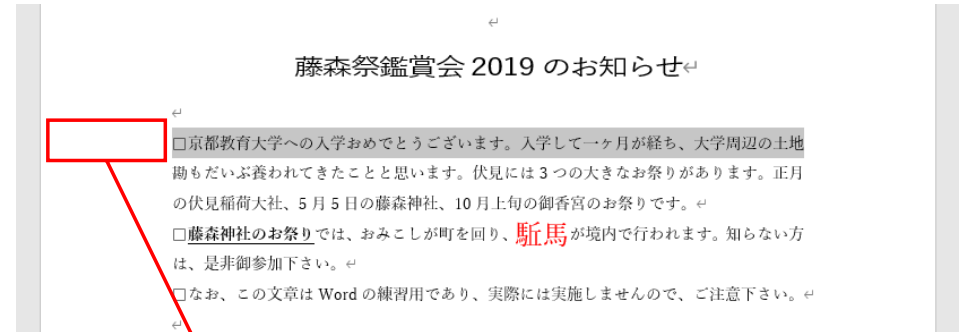 藤森祭鑑賞会 2019 のお知らせ↵
↵
□京都教育大学への入学おめでとうございます。入学して一ヶ月が経ち、大学周辺の土地
勘もだいぶ養われてきたことと思います。伏見には 3 つの大きなお祭りがあります。正月
の伏見稲荷大社、5 月 5 日の藤森神社、10 月上旬の御香宮のお祭りです。↵
□藤森神社のお祭りでは、おみこしが町を回り、駈馬が境内で行われます。知らない方
は、是非御参加下さい。↵
□なお、この文章は Word の練習用であり、実際には実施しませんので、ご注意下さい。↵